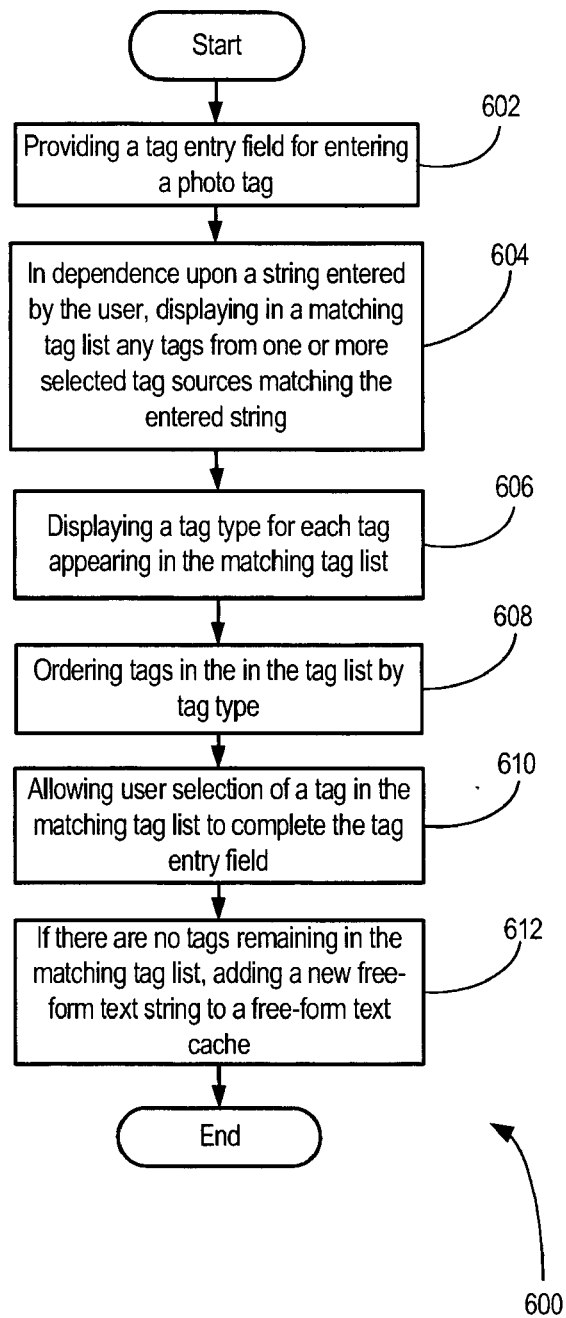 Start
602
Providing a tag entry field for entering
a photo tag
604
In dependence upon a string entered
by the user, displaying in a matching
tag list any tags from one or more
selected tag sources matching the
entered string
606
Displaying a tag type for each tag
appearing in the matching tag list
608
Ordering tags in the in the tag list by
tag type
610
Allowing user selection of a tag in the
matching tag list to complete the tag
entry field
612
If there are no tags remaining in the
matching tag list, adding a new free-
form text string to a free-form text
cache
End
600